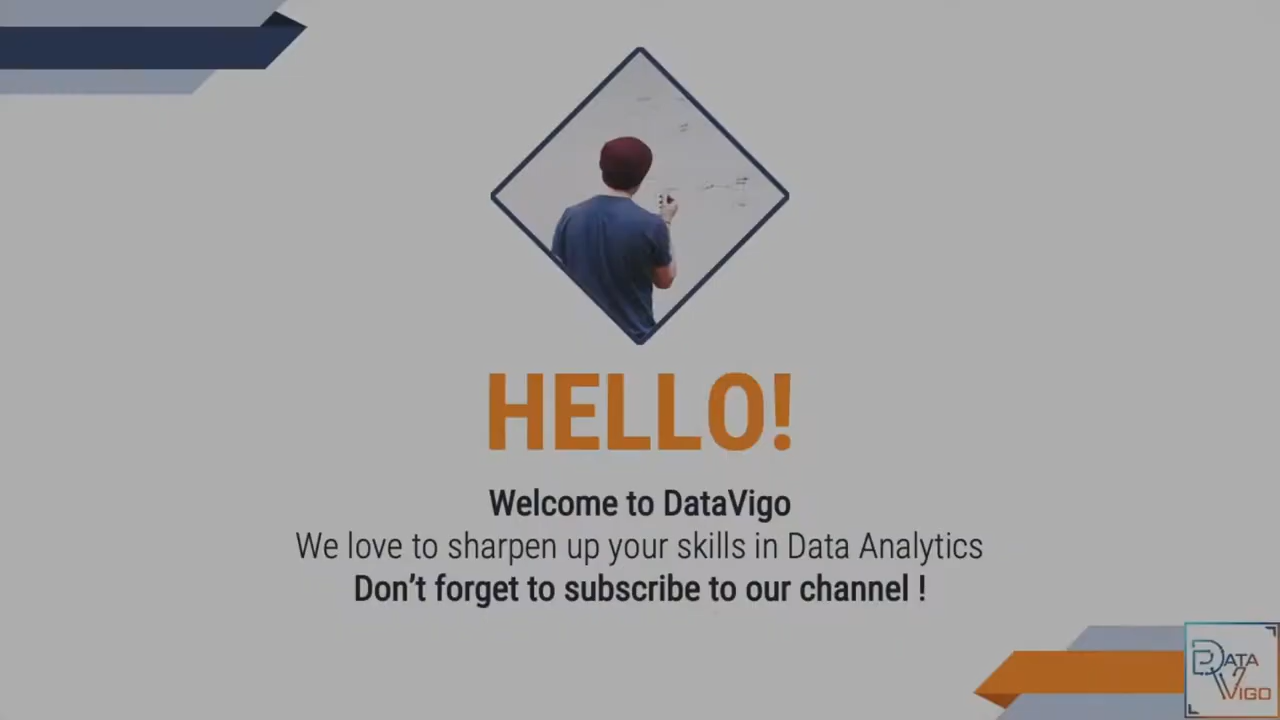 HELLO!
Welcome to DataVigo
We love to sharpen up your skills in Data Analytics
Don't forget to subscribe to our channel !
DATA
VIGO